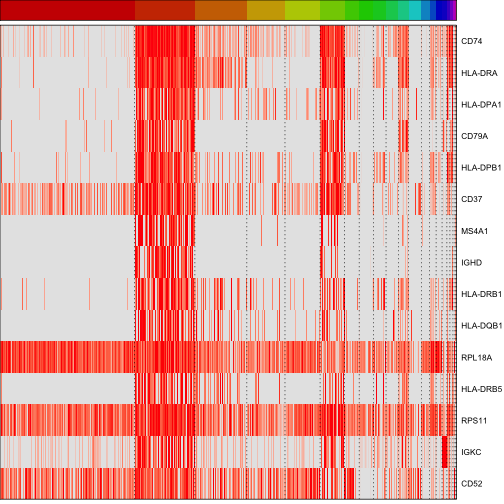 CD74
HLA-DRA
HLA-DPA1
CD79A
HLA-DPB1
CD37
MS4A1
IGHD
HLA-DRB1
HLA-DQB1
RPL18A
HLA-DRB5
RPS11
IGKC
CD52